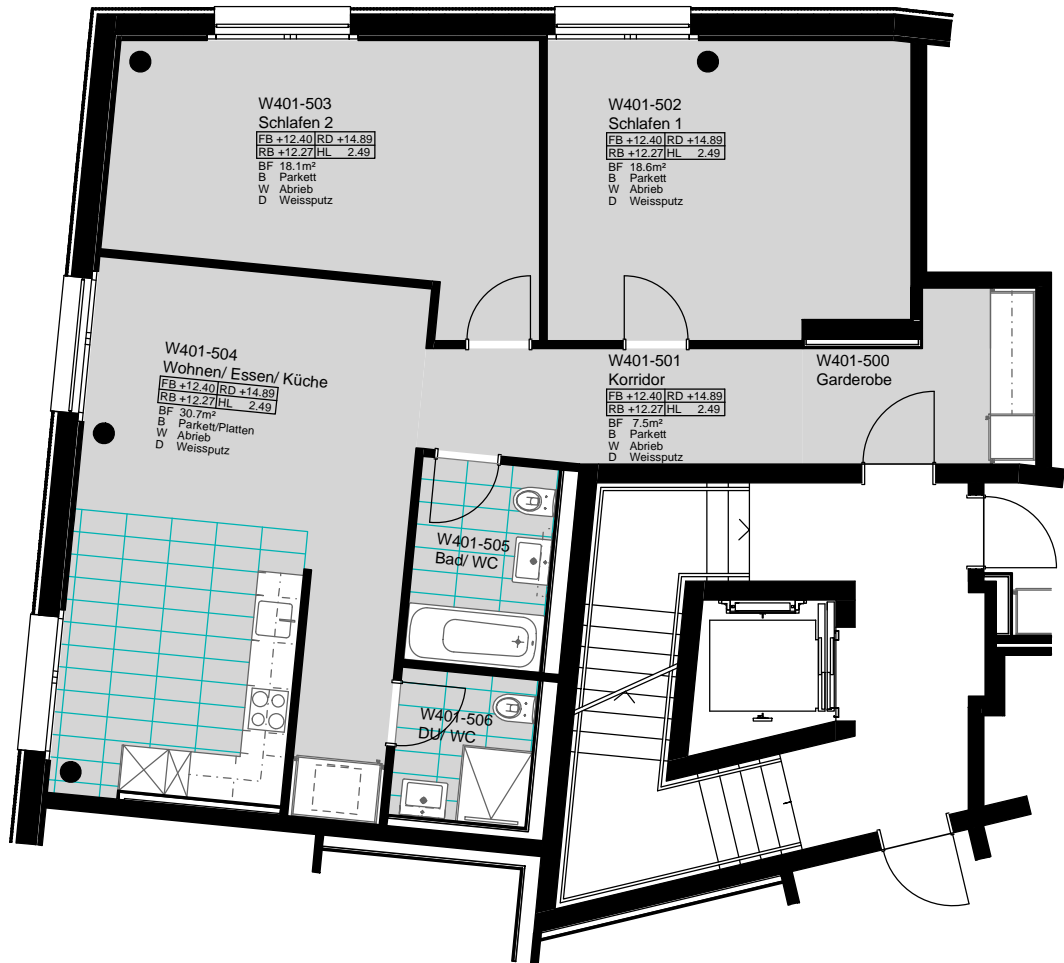 W401-503
Schlafen 2
FB +12.40 RD +14.89
RB +12.27 HL 2.49
BF 18.1m²
B Parkett
W Abrieb
D Weissputz
W401-502
Schlafen 1
FB +12.40 RD +14.89
RB +12.27 HL 2.49
BF 18.6m²
B Parkett
W Abrieb
D Weissputz
W401-504
Wohnen/ Essen/ Küche
FB +12.40 RD +14.89
RB +12.27 HL 2.49
BF 30.7m²
B Parkett/Platten
W Abrieb
D Weissputz
W401-501
Korridor
FB +12.40 RD +14.89
RB +12.27 HL 2.49
BF 7.5m²
B Parkett
W Abrieb
D Weissputz
W401-500
Garderobe
W401-505
Bad/ WC
W401-506
DU/ WC